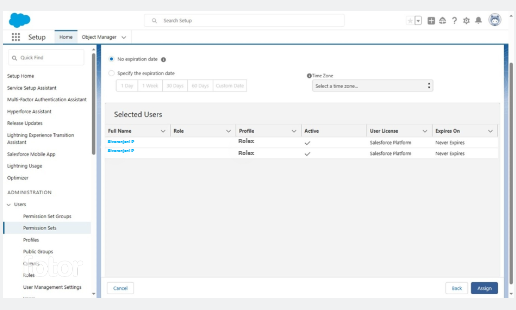 Search Setup
Setup
Home
Object Manager
Quick Find
Setup Home
Service Setup Assistant
Multi-Factor Authentication Assistant
Hyperforce Assistant
Release Updates
Lightning Experience Transition
Assistant
Salesforce Mobile App
Lightning Usage
Optimizer
ADMINISTRATION
Users
Permission Set Groups
Permission Sets
Profiles
Public Groups
Roles
User Management Settings
No expiration date
Specify the expiration date
1 Day 1 Week 30 Days 60 Days Custom Date
Time Zone
Select a time zone...
Selected Users
Full Name Role Profile Active User License Expires On
Rolex Salesforce Platform Never Expires
Rolex Salesforce Platform Never Expires
Cancel
Back
Assign